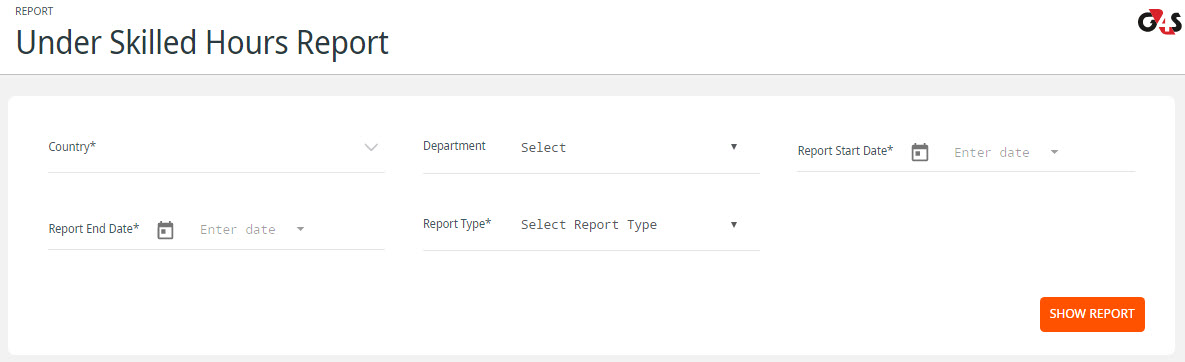 REPORT
Under Skilled Hours Report
G4S
Country*
Department Select
Report Start Date* Enter date
Report End Date* Enter date
Report Type* Select Report Type
SHOW REPORT